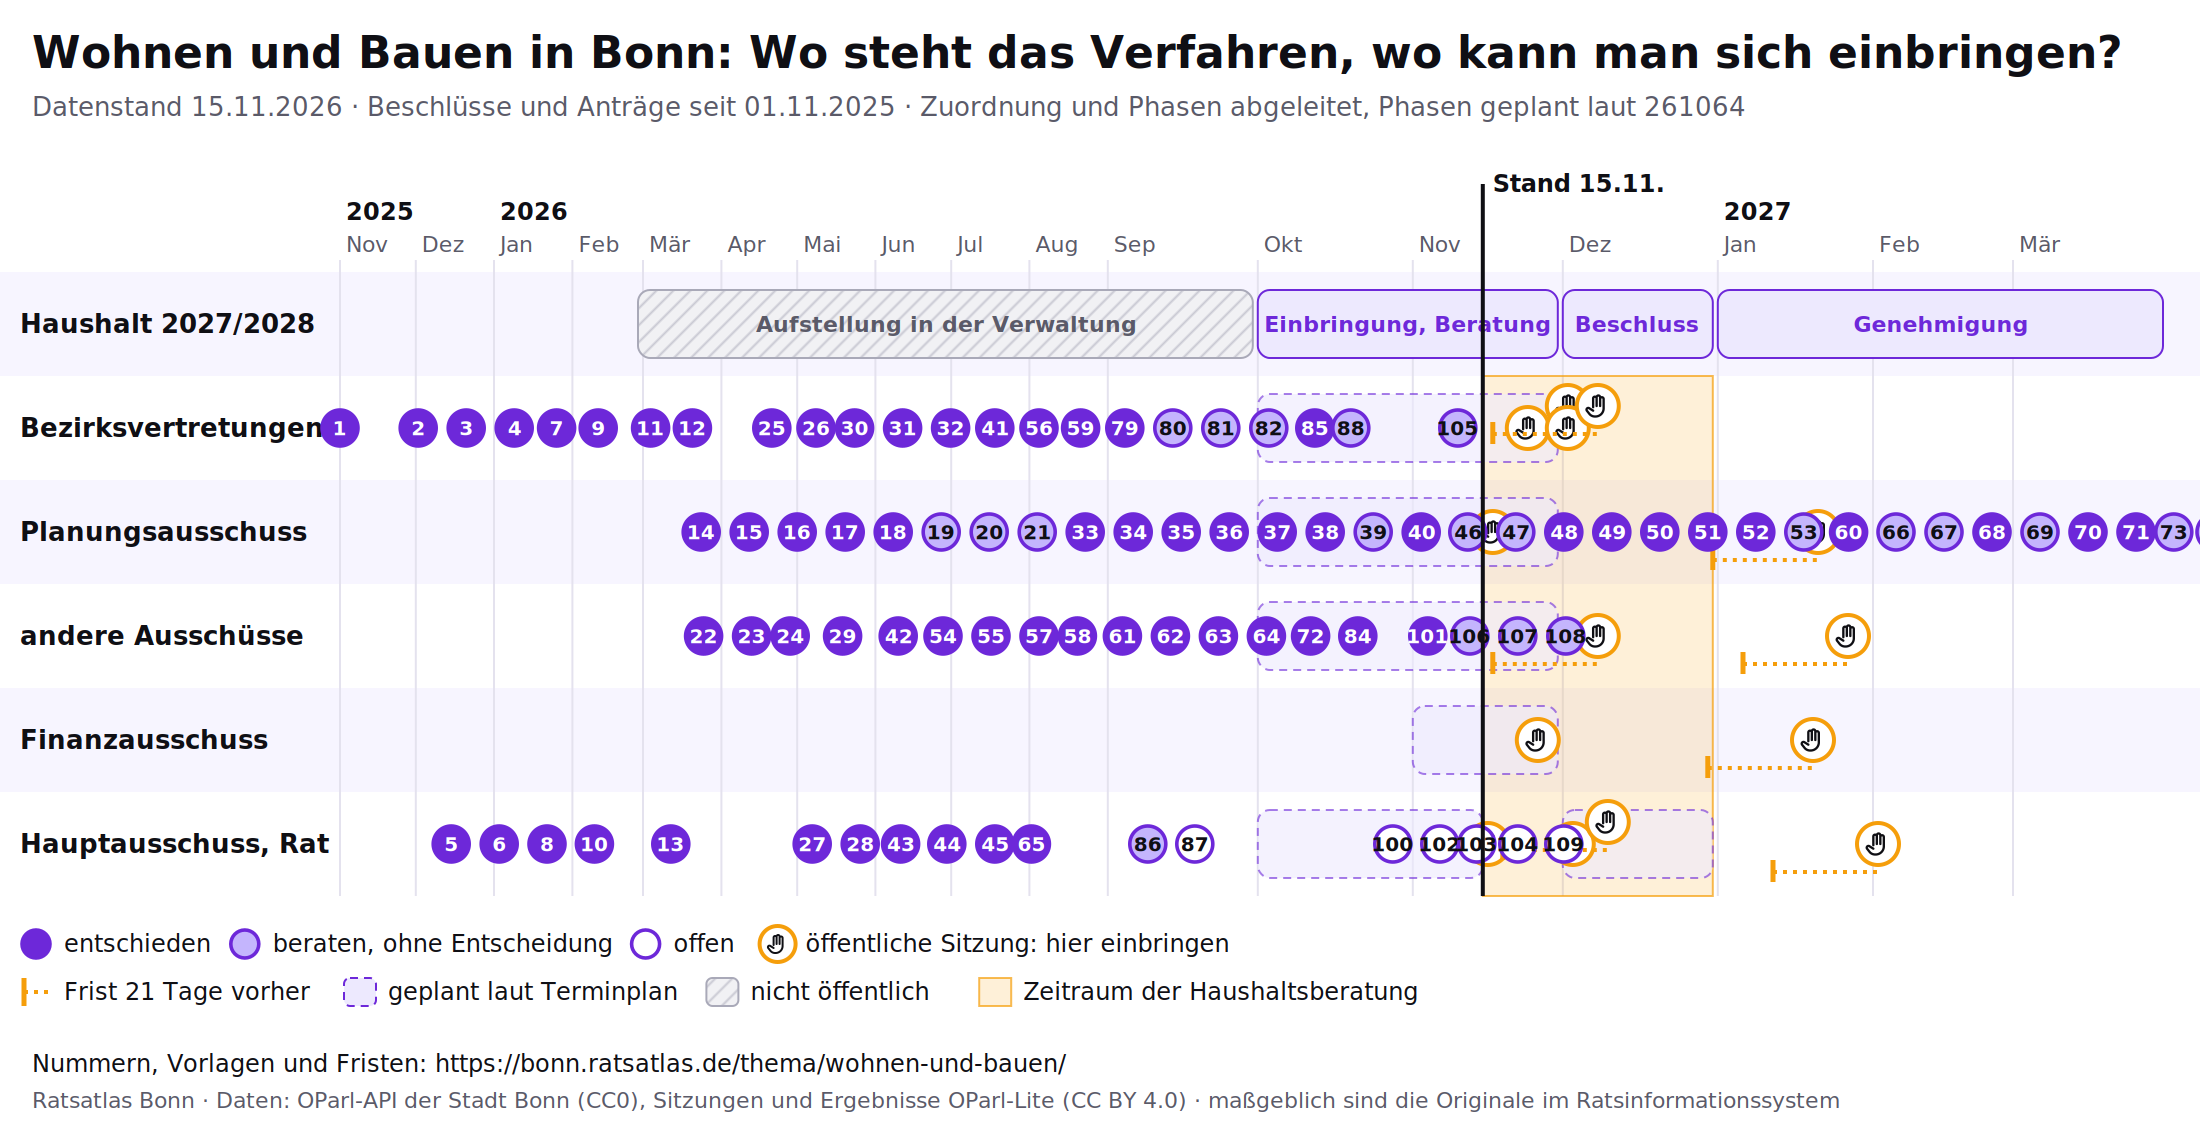 Wohnen und Bauen in Bonn: Wo steht das Verfahren, wo kann man sich einbringen?
Datenstand 15.11.2026 · Beschlüsse und Anträge seit 01.11.2025 · Zuordnung und Phasen abgeleitet, Phasen geplant laut 261064
Stand 15.11.
2025 2026 2027
Nov Dez Jan Feb Mär Apr Mai Jun Jul Aug Sep Okt Nov Dez Jan Feb Mär
Haushalt 2027/2028 Aufstellung in der Verwaltung Einbringung, Beratung Beschluss Genehmigung
Bezirksvertretungen 1 2 3 4 7 9 11 12 25 26 30 31 32 41 56 59 79 80 81 82 85 88 105
Planungsausschuss 14 15 16 17 18 19 20 21 33 34 35 36 37 38 39 40 46 47 48 49 50 51 52 53 60 66 67 68 69 70 71 73
andere Ausschüsse 22 23 24 29 42 54 55 57 58 61 62 63 64 72 84 101 106 107 108
Finanzausschuss
Hauptausschuss, Rat 5 6 8 10 13 27 28 43 44 45 65 86 87 100 102 103 104 109
entschieden beraten, ohne Entscheidung offen öffentliche Sitzung: hier einbringen
Frist 21 Tage vorher geplant laut Terminplan nicht öffentlich Zeitraum der Haushaltsberatung
Nummern, Vorlagen und Fristen: https://bonn.ratsatlas.de/thema/wohnen-und-bauen/
Ratsatlas Bonn · Daten: OParl-API der Stadt Bonn (CC0), Sitzungen und Ergebnisse OParl-Lite (CC BY 4.0) · maßgeblich sind die Originale im Ratsinformationssystem